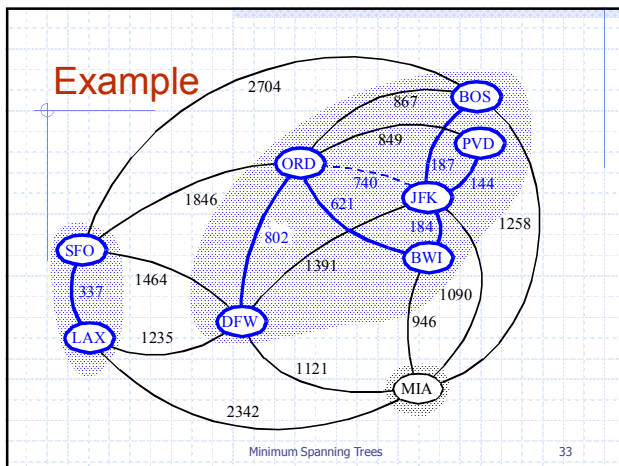 Example
2704
BOS
867
PVD
849
ORD
187
740
144
JFK
1846
621
184
1258
802
SFO
BWI
1391
1464
337
1090
946
DFW
LAX
1235
1121
MIA
2342
Minimum Spanning Trees 33